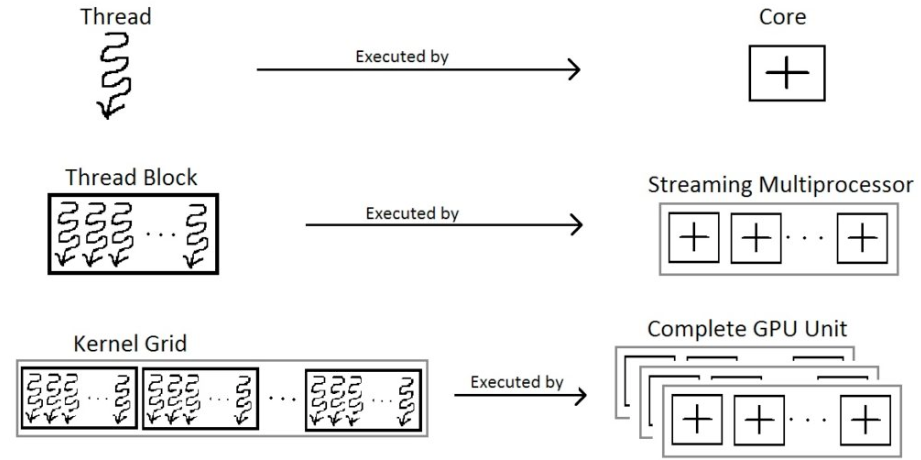 Thread
Executed by
Core
Thread Block
Executed by
Streaming Multiprocessor
Kernel Grid
Executed by
Complete GPU Unit